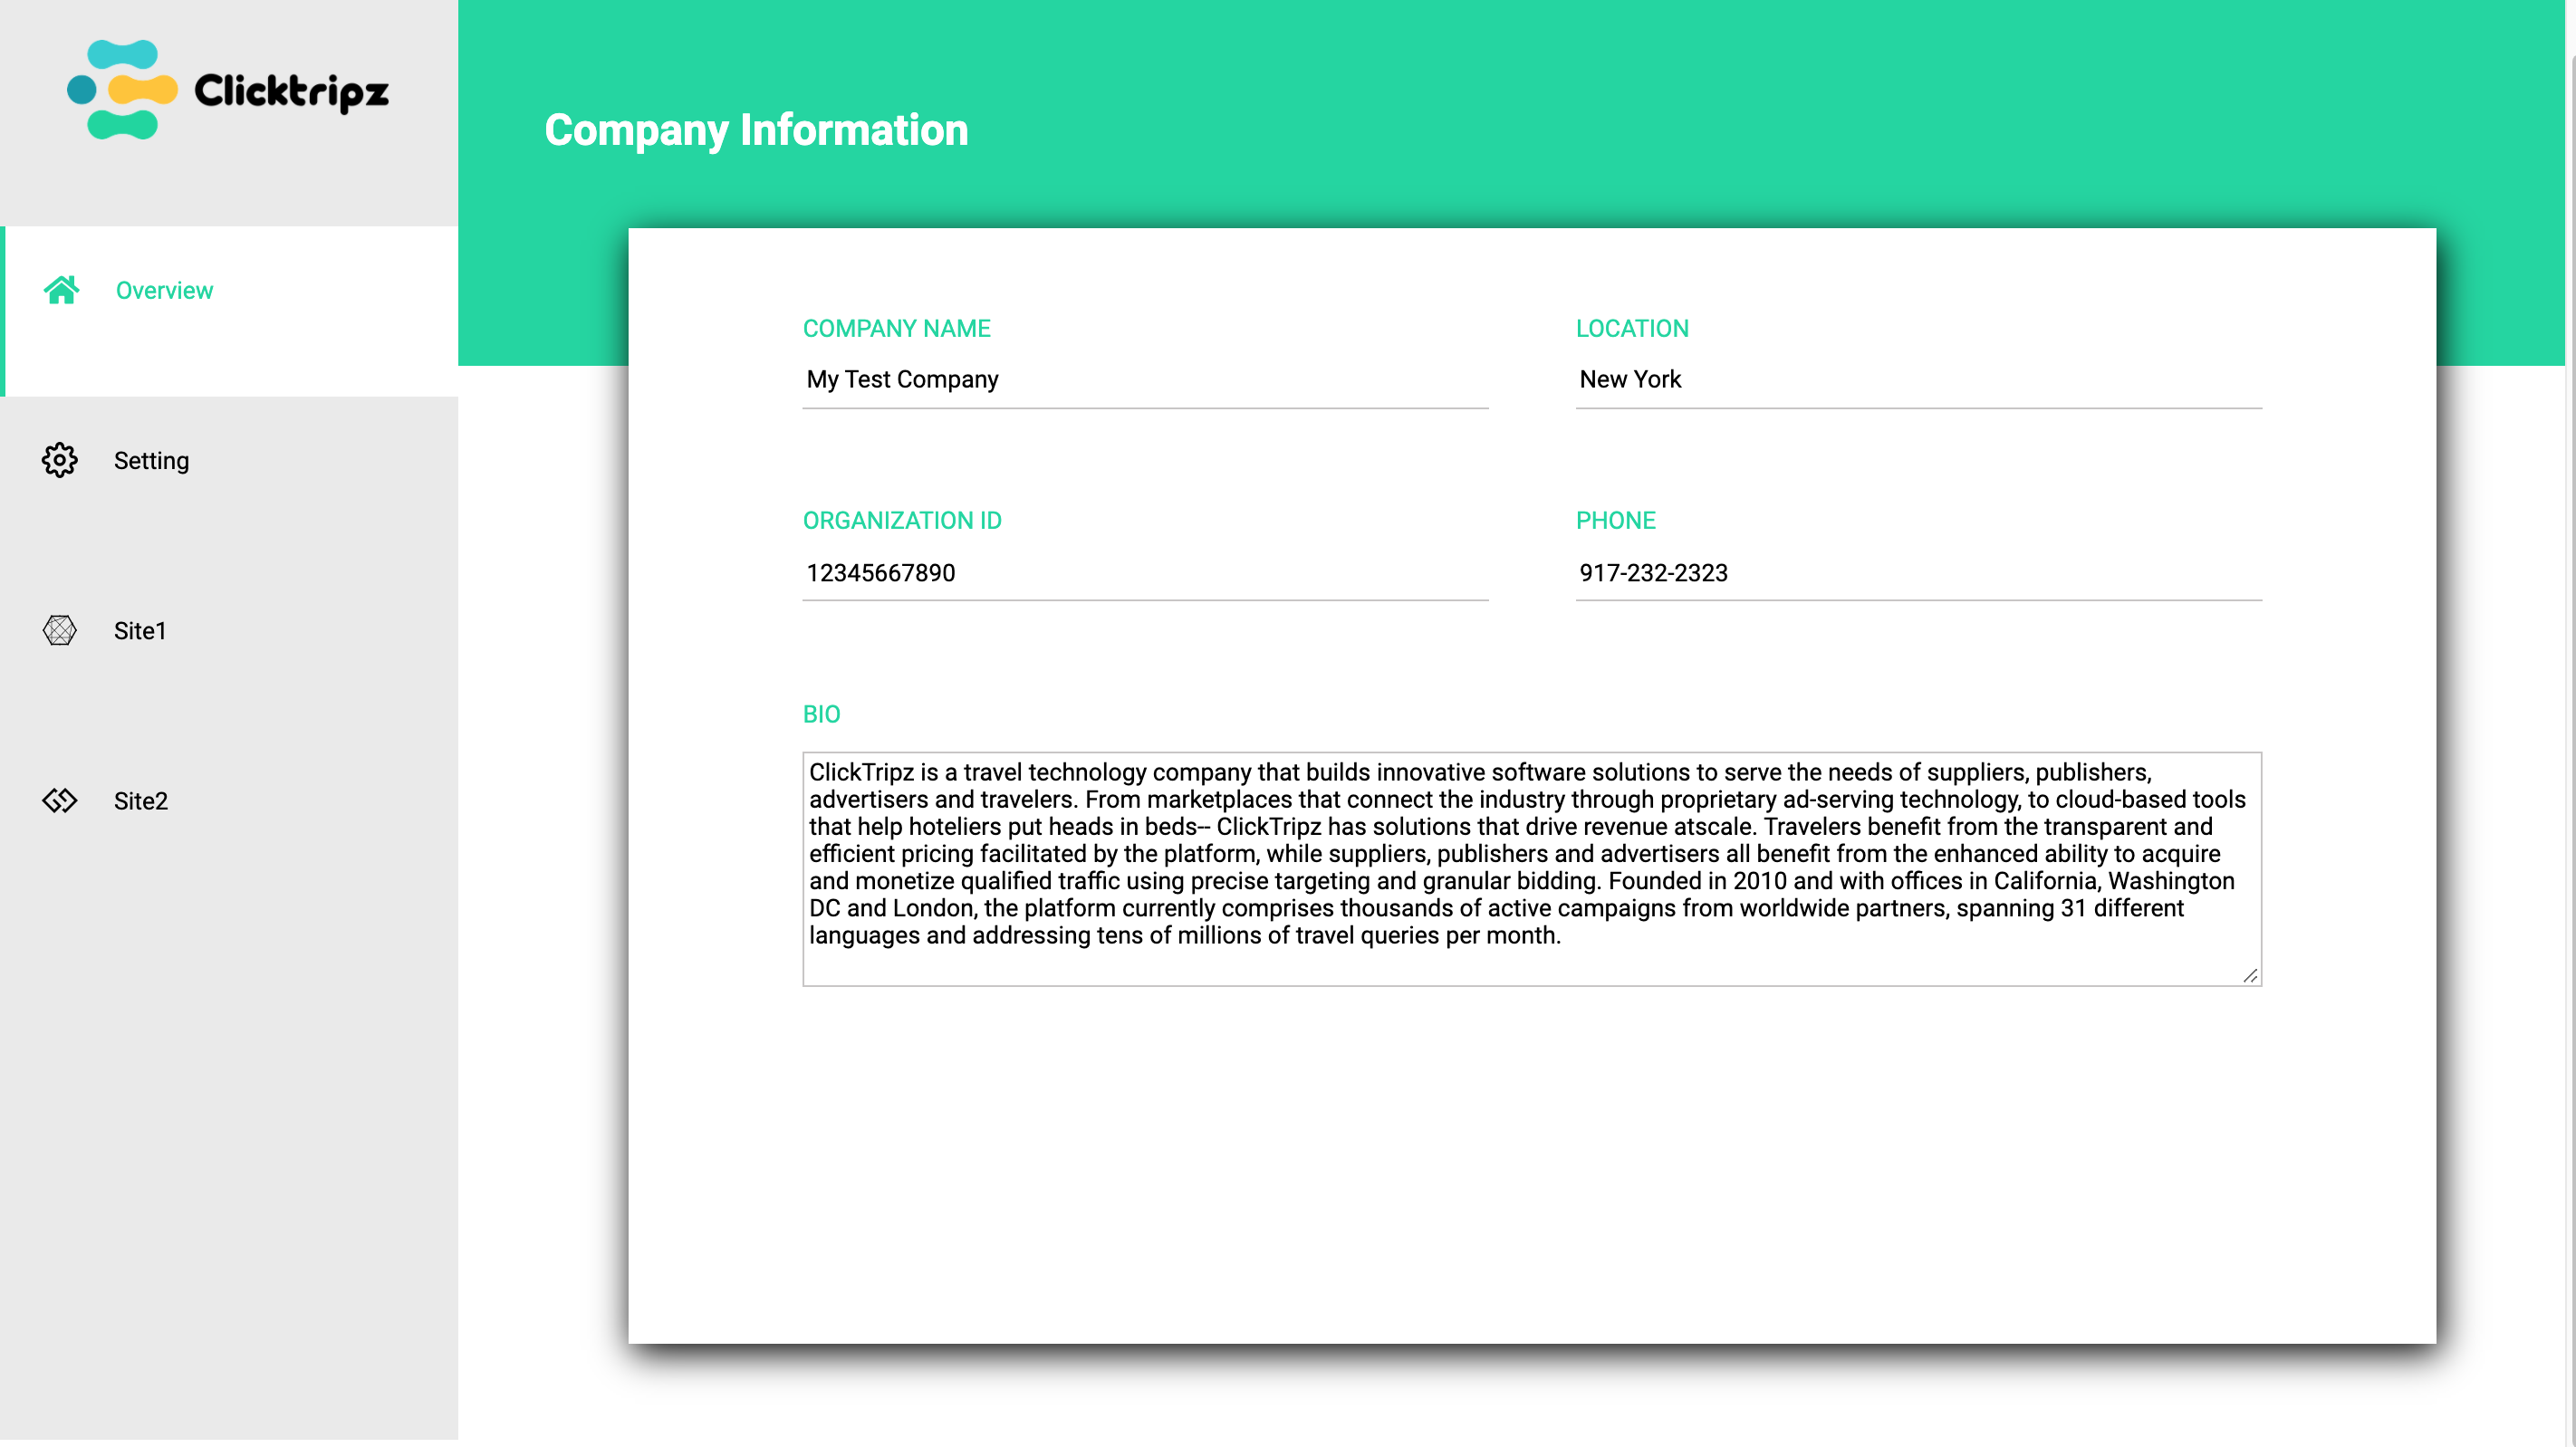 Clicktripz
Company Information
Overview
Setting
Site1
Site2
COMPANY NAME
My Test Company
LOCATION
New York
ORGANIZATION ID
12345667890
PHONE
917-232-2323
BIO
ClickTripz is a travel technology company that builds innovative software solutions to serve the needs of suppliers, publishers,
advertisers and travelers. From marketplaces that connect the industry through proprietary ad-serving technology, to cloud-based tools
that help hoteliers put heads in beds-- ClickTripz has solutions that drive revenue atscale. Travelers benefit from the transparent and
efficient pricing facilitated by the platform, while suppliers, publishers and advertisers all benefit from the enhanced ability to acquire
and monetize qualified traffic using precise targeting and granular bidding. Founded in 2010 and with offices in California, Washington
DC and London, the platform currently comprises thousands of active campaigns from worldwide partners, spanning 31 different
languages and addressing tens of millions of travel queries per month.